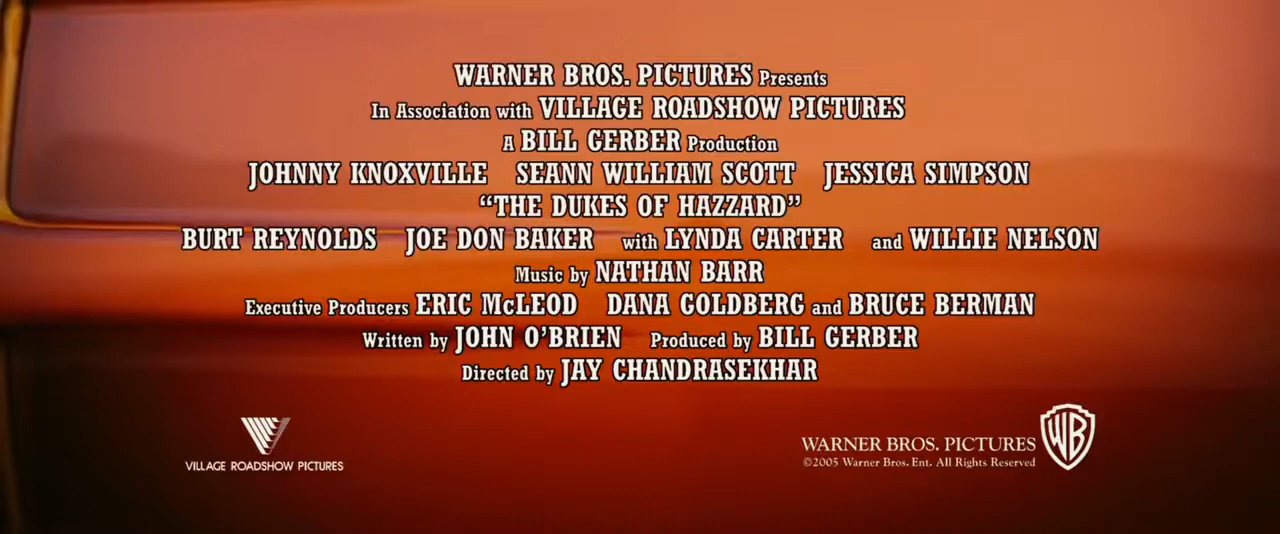 WARNER BROS. PICTURES Presents
In Association with VILLAGE ROADSHOW PICTURES
A BILL GERBER Production
JOHNNY KNOXVILLE SEANN WILLIAM SCOTT JESSICA SIMPSON
“THE DUKES OF HAZZARD”
BURT REYNOLDS JOE DON BAKER with LYNDA CARTER and WILLIE NELSON
Music by NATHAN BARR
Executive Producers ERIC McLEOD DANA GOLDBERG and BRUCE BERMAN
Written by JOHN O'BRIEN Produced by BILL GERBER
Directed by JAY CHANDRASEKHAR
VILLAGE ROADSHOW PICTURES
WARNER BROS. PICTURES WB
©2005 Warner Bros. Ent. All Rights Reserved